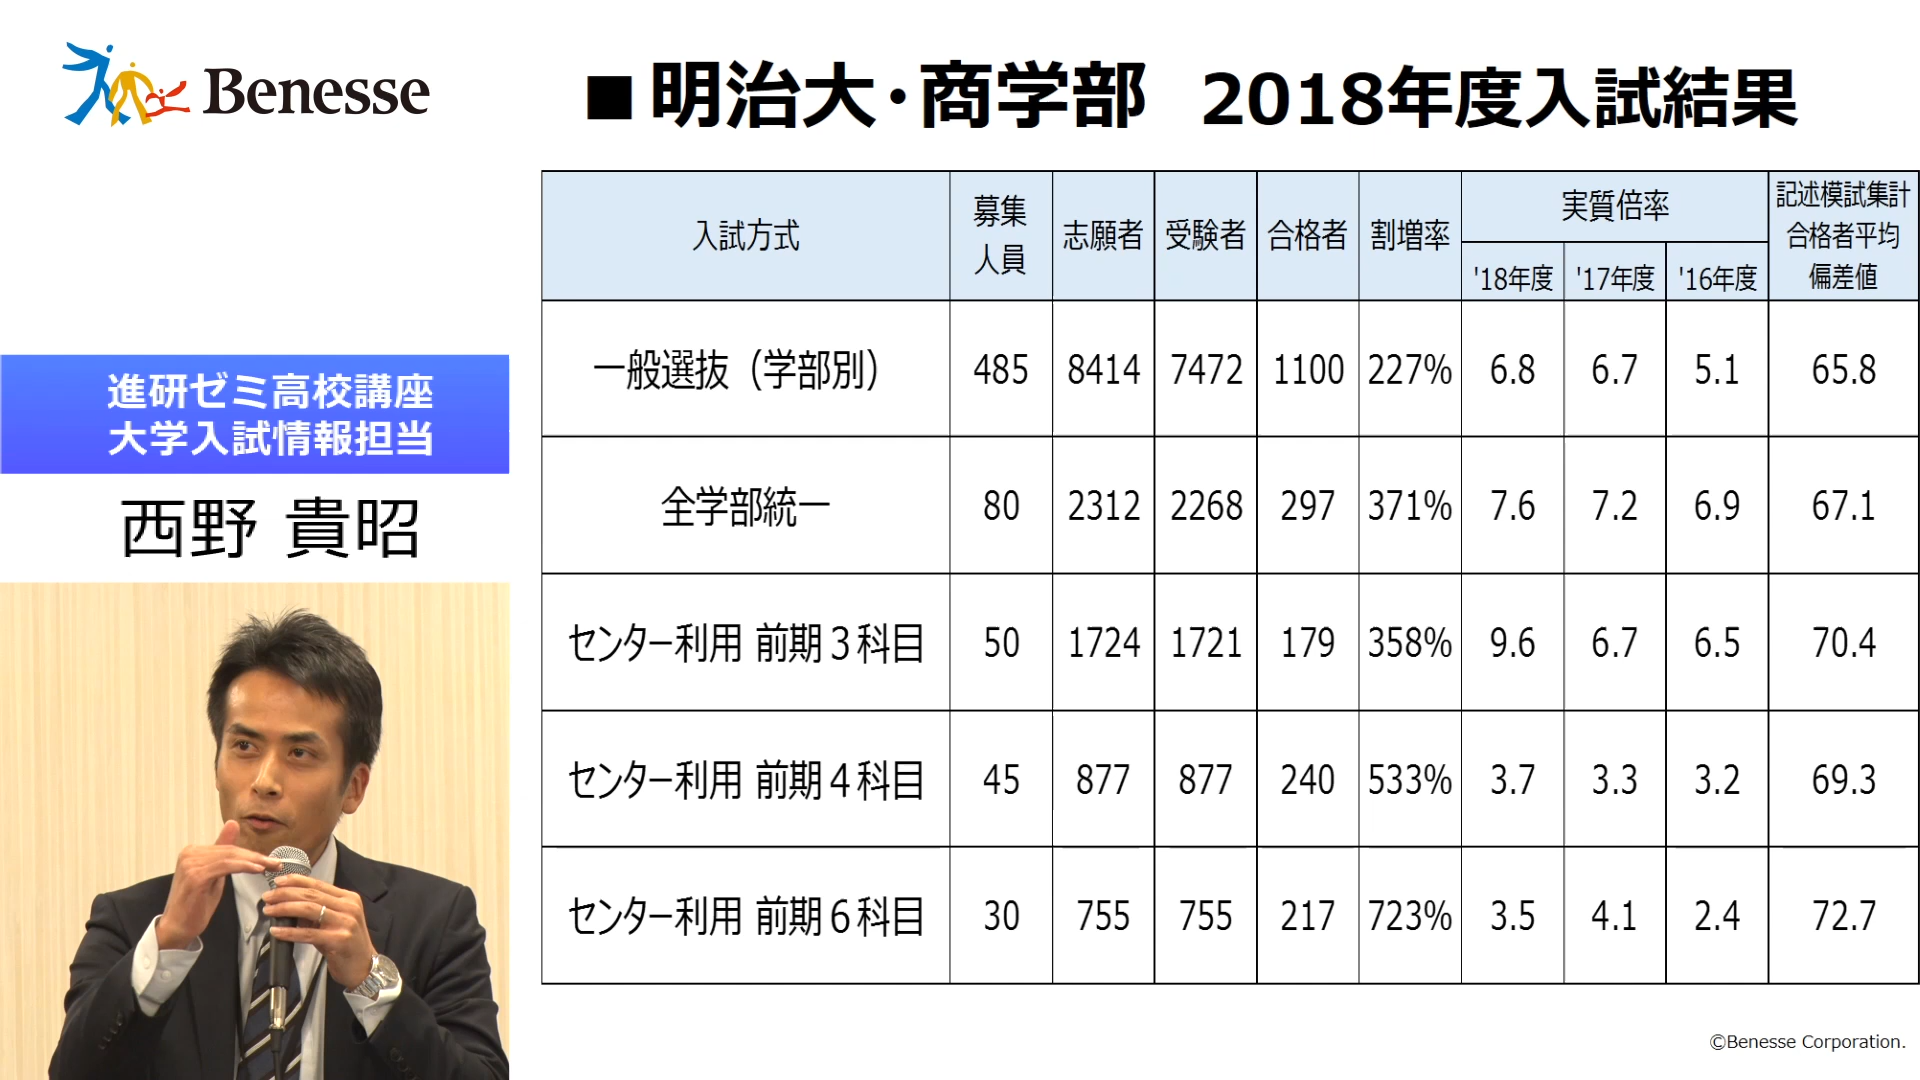 Benesse
■明治大・商学部 2018年度入試結果
進研ゼミ高校講座
大学入試情報担当
西野 貴昭
入試方式 募集人員 志願者 受験者 合格者 割増率 実質倍率 記述模試集計合格者平均偏差値
'18年度 '17年度 '16年度
一般選抜（学部別） 485 8414 7472 1100 227% 6.8 6.7 5.1 65.8
全学部統一 80 2312 2268 297 371% 7.6 7.2 6.9 67.1
センター利用 前期３科目 50 1724 1721 179 358% 9.6 6.7 6.5 70.4
センター利用 前期４科目 45 877 877 240 533% 3.7 3.3 3.2 69.3
センター利用 前期６科目 30 755 755 217 723% 3.5 4.1 2.4 72.7
©Benesse Corporation.